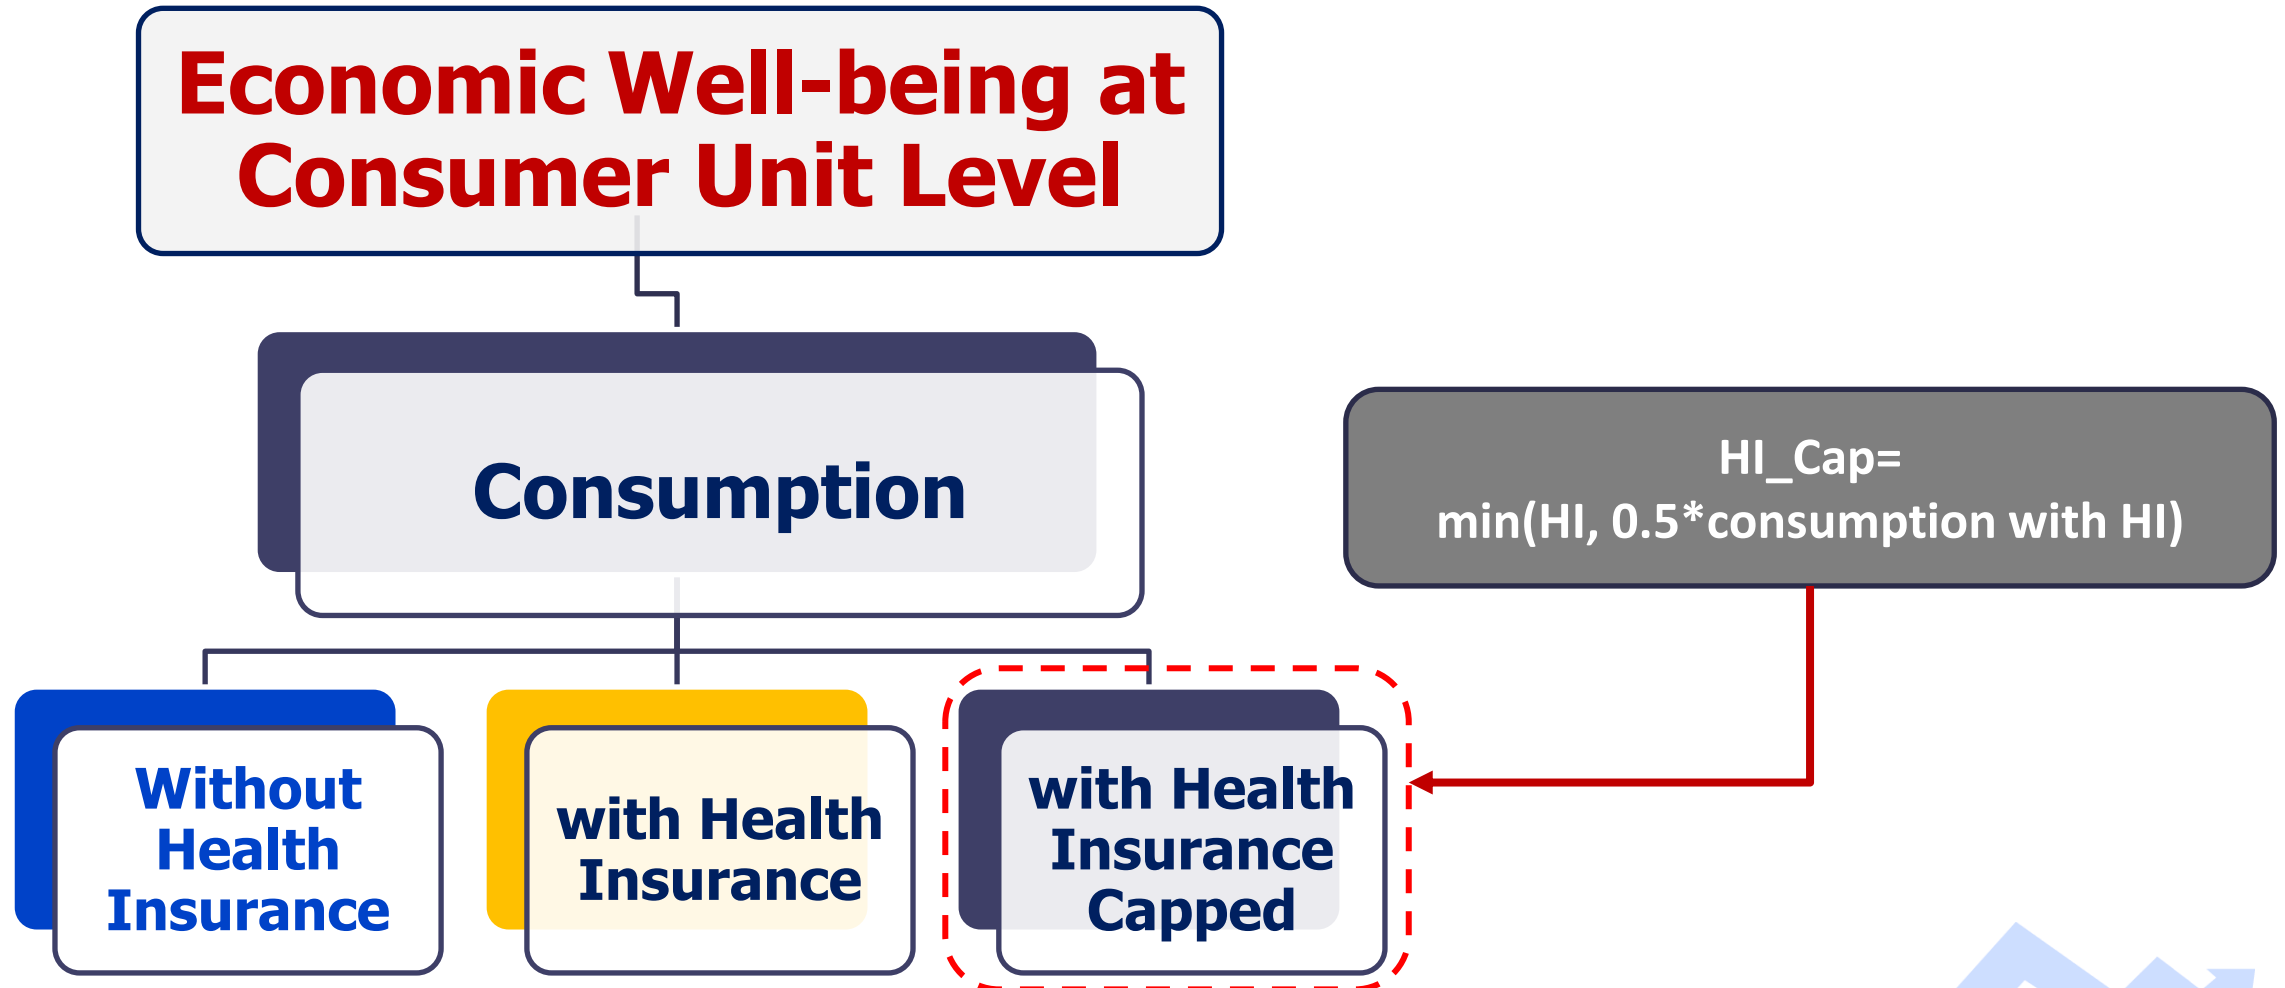 Economic Well-being at
Consumer Unit Level
Consumption
HI_Cap=
min(HI, 0.5*consumption with HI)
Without
Health
Insurance
with Health
Insurance
with Health
Insurance
Capped